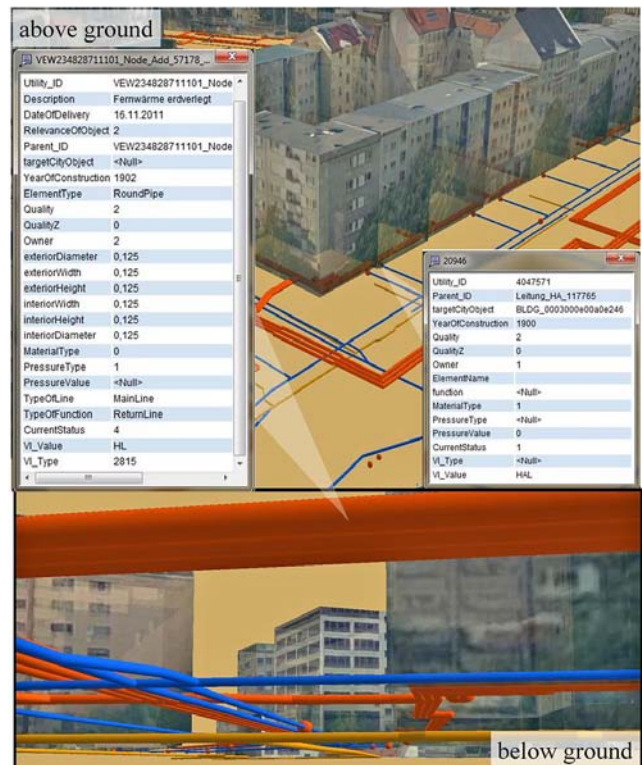 above ground
VEW234828711101_Node_Add_57178_...
Utility_ID VEW234828711101_Node
Description Fernwärme erdverlegt
DateOfDelivery 16.11.2011
RelevanceOfObject 2
Parent_ID VEW234828711101_Node
targetCityObject <Null>
YearOfConstruction 1902
ElementType RoundPipe
Quality 2
QualityZ 0
Owner 2
exteriorDiameter 0,125
exteriorWidth 0,125
exteriorHeight 0,125
interiorWidth 0,125
interiorHeight 0,125
interiorDiameter 0,125
MaterialType 0
PressureType 1
PressureValue <Null>
TypeOfLine MainLine
TypeOfFunction ReturnLine
CurrentStatus 4
VI_Value HL
VI_Type 2815
20946
Utility_ID 4047571
Parent_ID Leitung_HA_117765
targetCityObject BLDG_0003000e00a0e246
YearOfConstruction 1900
Quality 2
QualityZ 0
Owner 1
ElementName
function <Null>
MaterialType 1
PressureType <Null>
PressureValue 0
CurrentStatus 1
VI_Type <Null>
VI_Value HAL
below ground